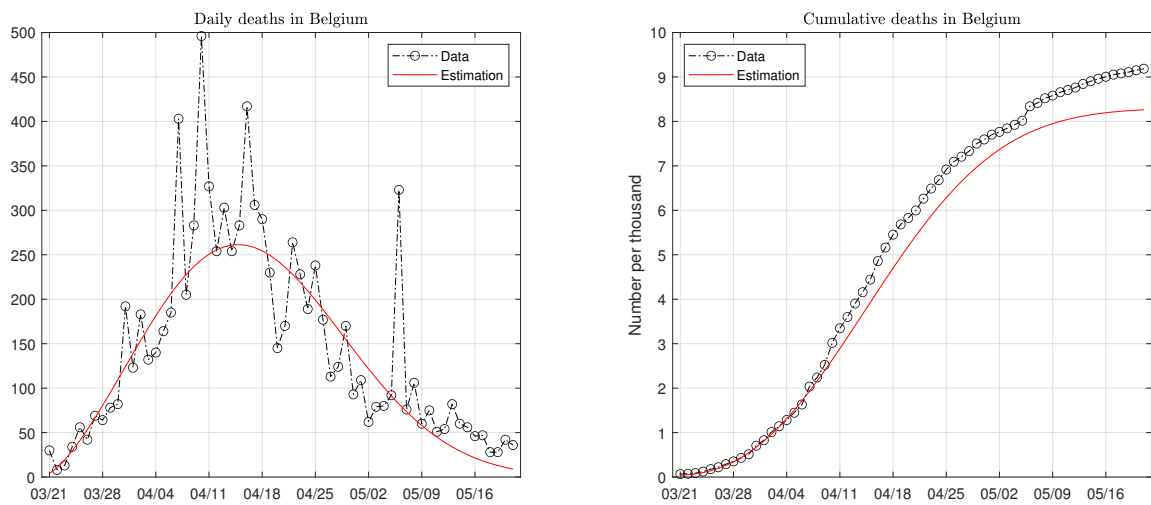 Daily deaths in Belgium
500
450
400
350
300
250
200
150
100
50
0
03/21 03/28 04/04 04/11 04/18 04/25 05/02 05/09 05/16
Data
Estimation
Cumulative deaths in Belgium
Number per thousand
10
9
8
7
6
5
4
3
2
1
0
03/21 03/28 04/04 04/11 04/18 04/25 05/02 05/09 05/16
Data
Estimation